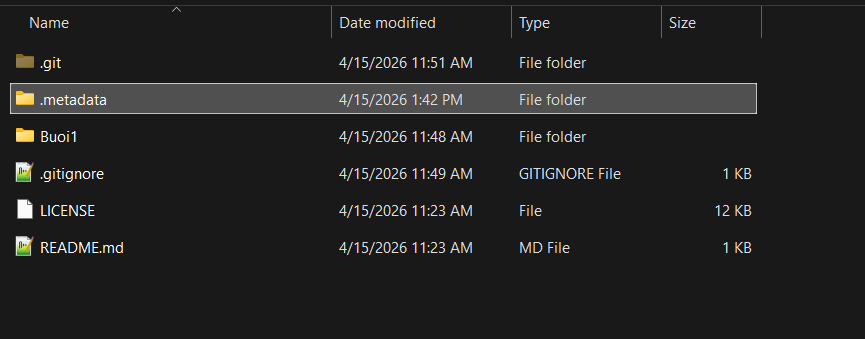 Name Date modified Type Size
.git 4/15/2026 11:51 AM File folder
.metadata 4/15/2026 1:42 PM File folder
Buoi1 4/15/2026 11:48 AM File folder
.gitignore 4/15/2026 11:49 AM GITIGNORE File 1 KB
LICENSE 4/15/2026 11:23 AM File 12 KB
README.md 4/15/2026 11:23 AM MD File 1 KB